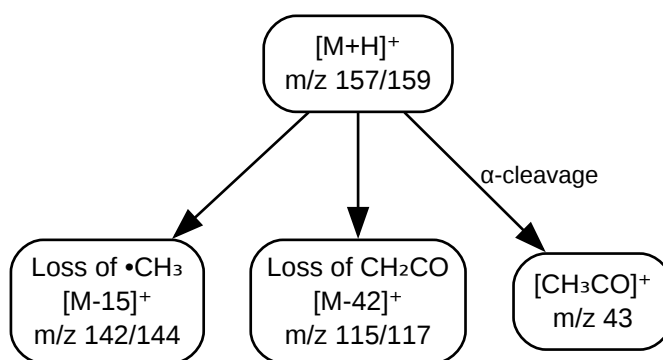 [M+H]⁺
m/z 157/159
α-cleavage
Loss of •CH₃
[M-15]⁺
m/z 142/144
Loss of CH₂CO
[M-42]⁺
m/z 115/117
[CH₃CO]⁺
m/z 43